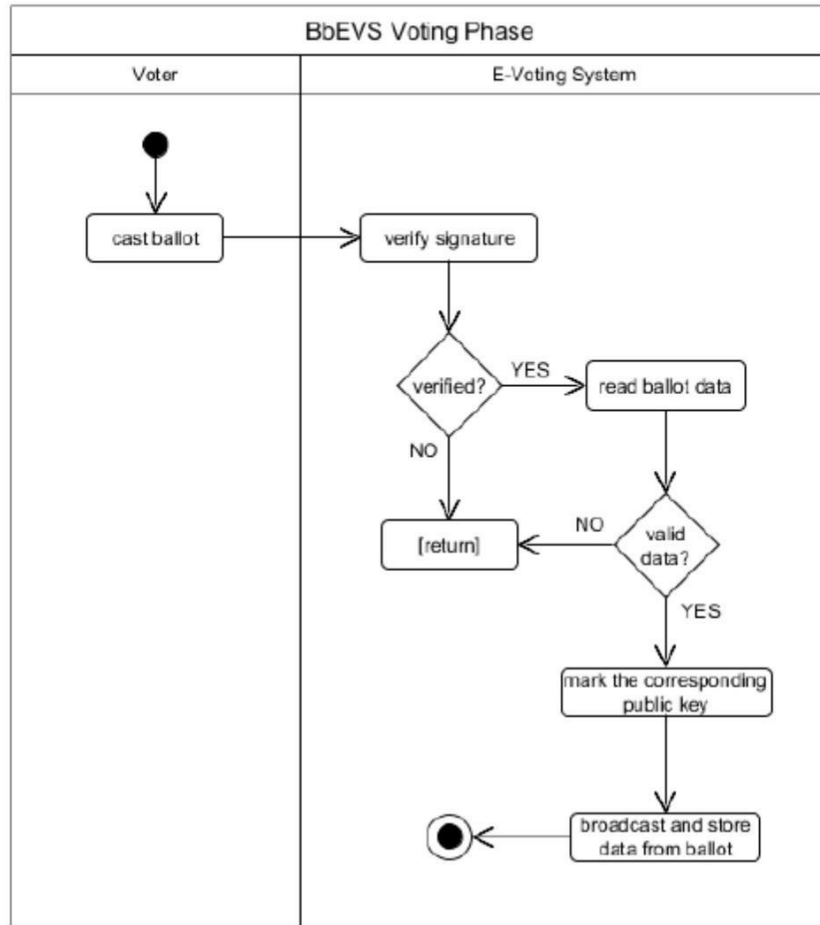 BbEVS Voting Phase
Voter
E-Voting System
cast ballot
verify signature
verified?
YES
read ballot data
NO
[return]
NO
valid
data?
YES
mark the corresponding
public key
broadcast and store
data from ballot